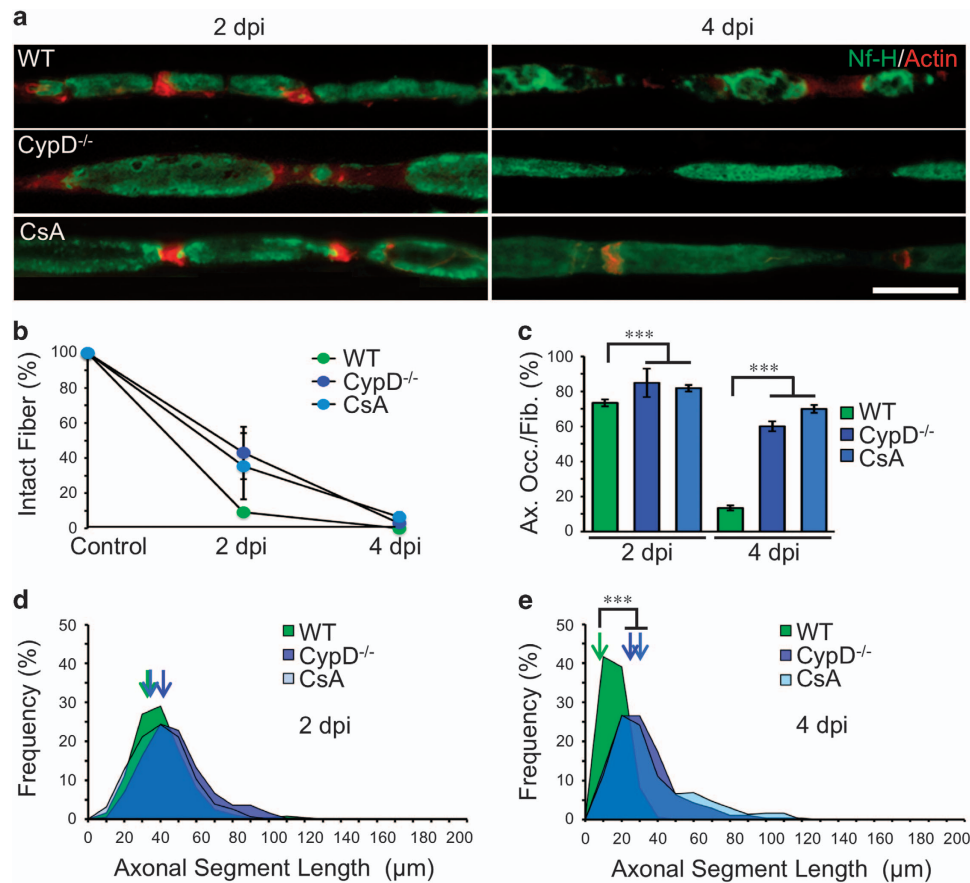 a
2 dpi
4 dpi
WT
Nf-H/Actin
CypD-/-
CsA
b
Intact Fiber (%)
100
80
60
40
20
0
Control
2 dpi
4 dpi
WT
CypD-/-
CsA
c
Ax. Occ./Fib. (%)
100
80
60
40
20
0
***
***
2 dpi
4 dpi
WT
CypD-/-
CsA
d
Frequency (%)
50
40
30
20
10
0
0 20 40 60 80 100 120 140 160 180 200
Axonal Segment Length (µm)
WT
CypD-/-
CsA
2 dpi
e
***
Frequency (%)
50
40
30
20
10
0
0 20 40 60 80 100 120 140 160 180 200
Axonal Segment Length (µm)
WT
CypD-/-
CsA
4 dpi